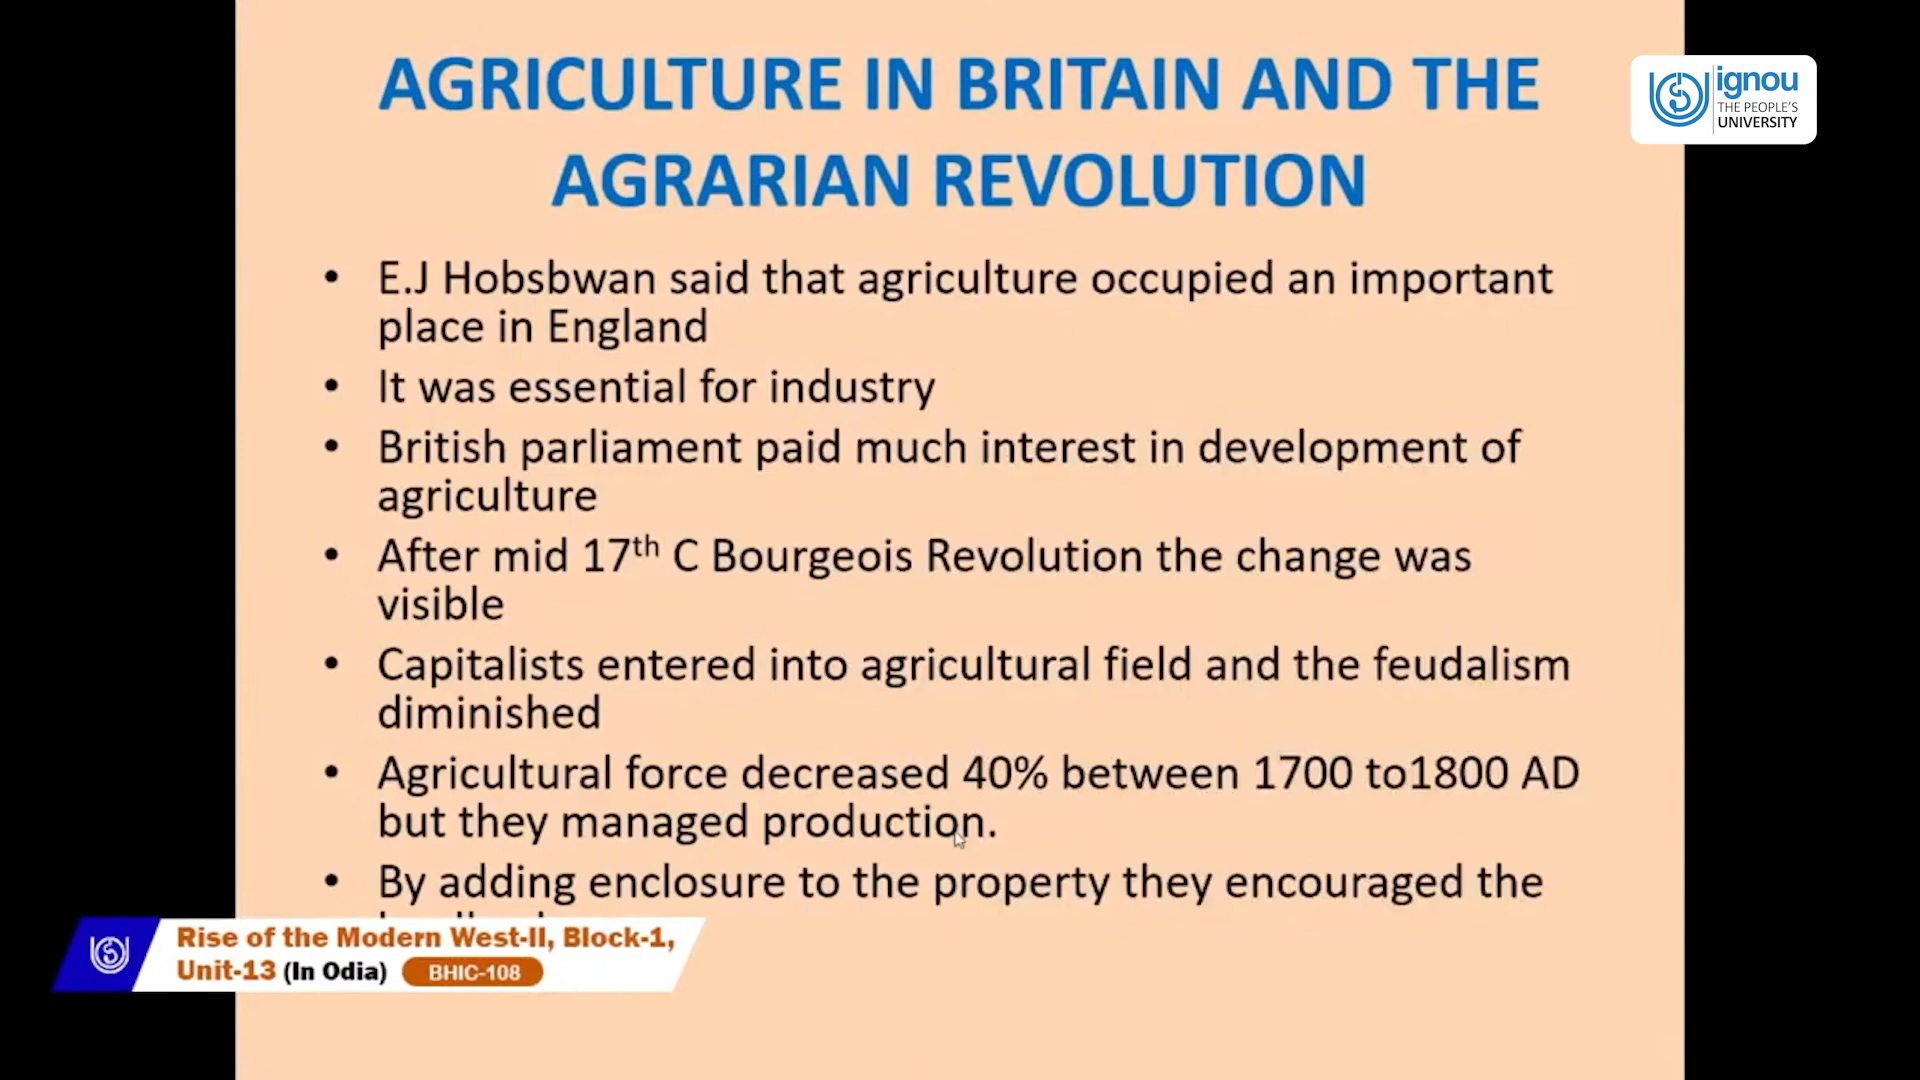 AGRICULTURE IN BRITAIN AND THE
AGRARIAN REVOLUTION
ignou
THE PEOPLE'S
UNIVERSITY
• E.J Hobsbwan said that agriculture occupied an important
place in England
• It was essential for industry
• British parliament paid much interest in development of
agriculture
• After mid 17th C Bourgeois Revolution the change was
visible
• Capitalists entered into agricultural field and the feudalism
diminished
• Agricultural force decreased 40% between 1700 to1800 AD
but they managed production.
• By adding enclosure to the property they encouraged the
Rise of the Modern West-II, Block-1,
Unit-13 (In Odia) BHIC-108